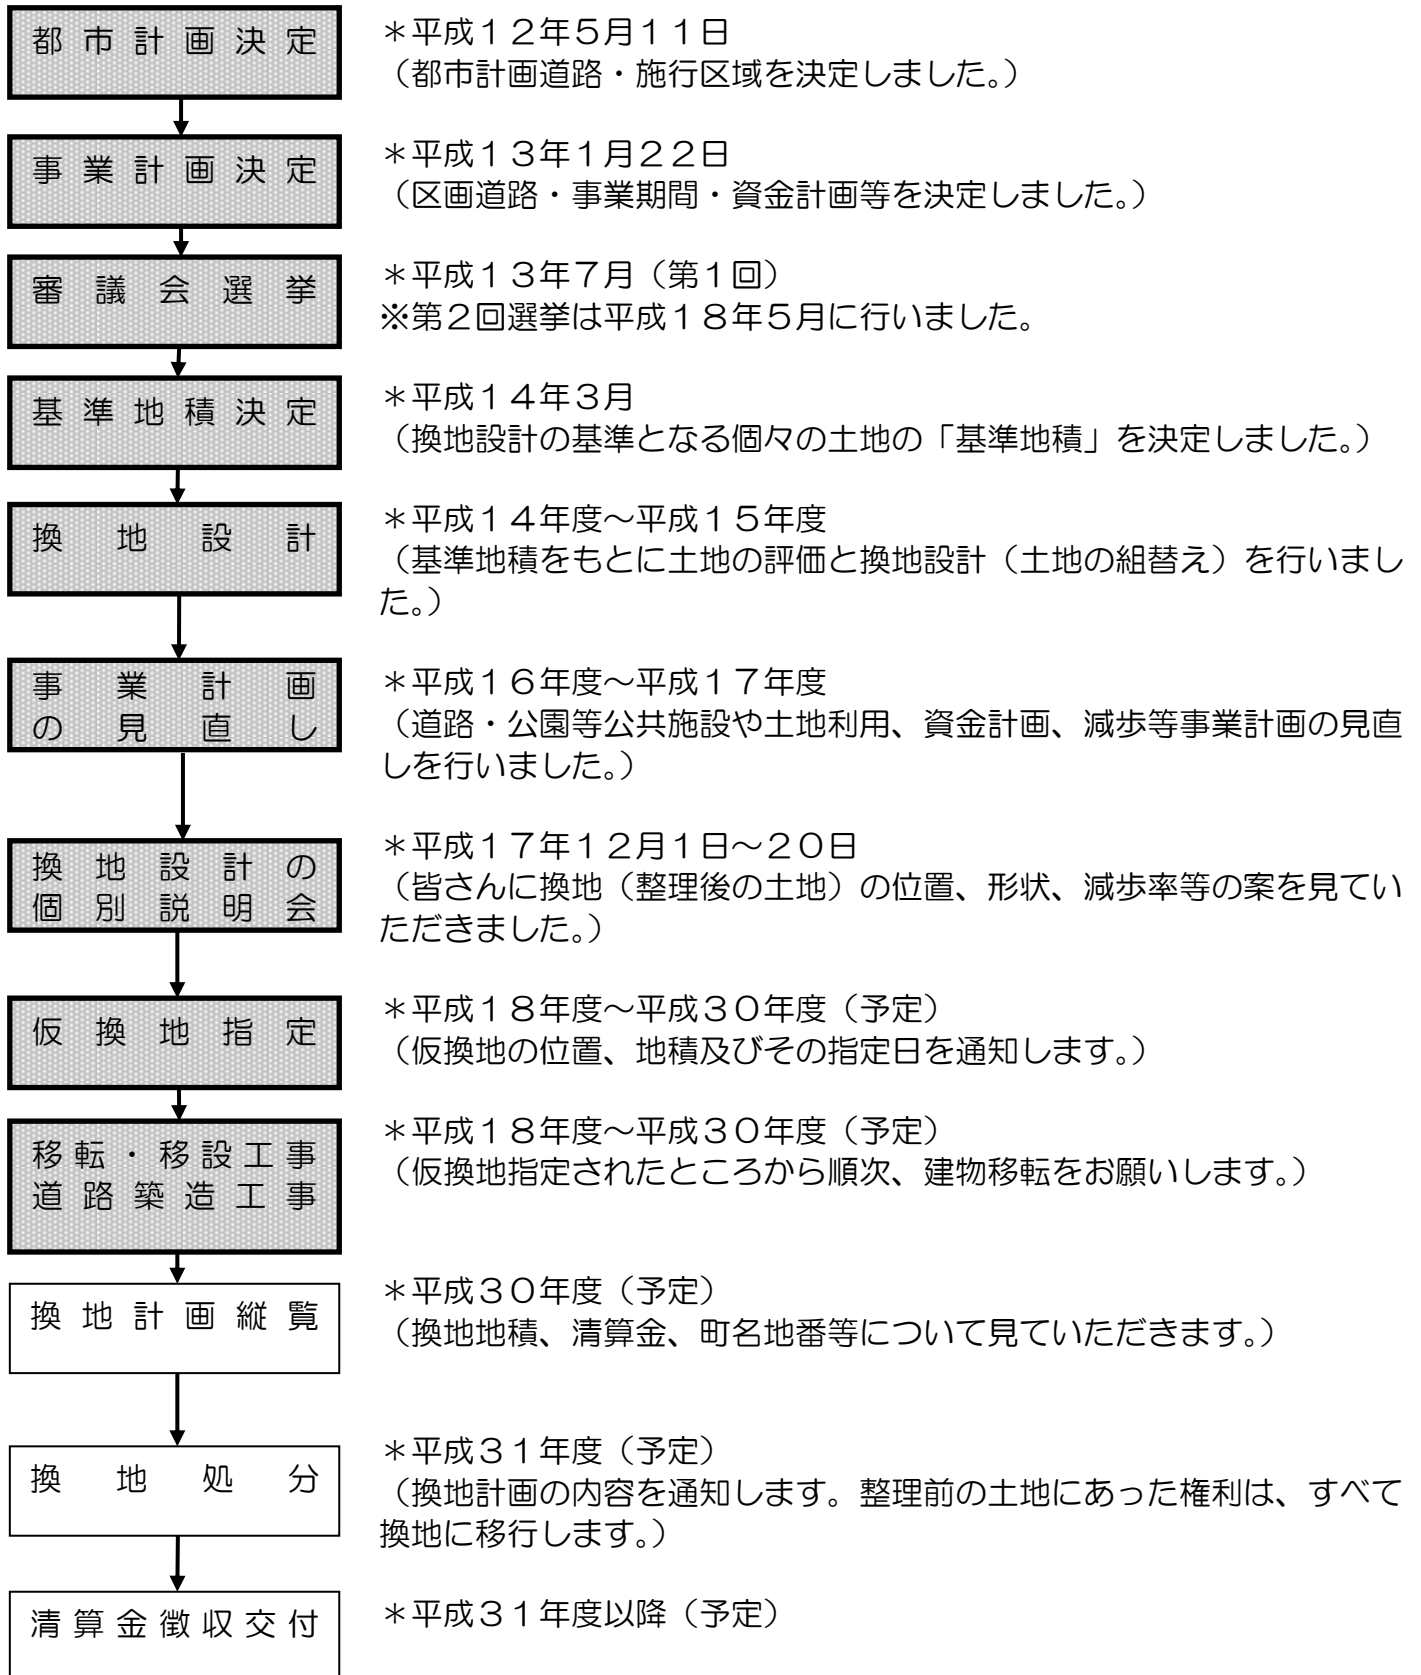 都市計画決定
＊平成１２年５月１１日
（都市計画道路・施行区域を決定しました。）
事業計画決定
＊平成１３年１月２２日
（区画道路・事業期間・資金計画等を決定しました。）
審議会選挙
＊平成１３年７月（第１回）
※第２回選挙は平成１８年５月に行いました。
基準地積決定
＊平成１４年３月
（換地設計の基準となる個々の土地の「基準地積」を決定しました。）
換地設計
＊平成１４年度～平成１５年度
（基準地積をもとに土地の評価と換地設計（土地の組替え）を行いまし
た。）
事業計画
の見直し
＊平成１６年度～平成１７年度
（道路・公園等公共施設や土地利用、資金計画、減歩等事業計画の見直
しを行いました。）
換地設計の
個別説明会
＊平成１７年１２月１日～２０日
（皆さんに換地（整理後の土地）の位置、形状、減歩率等の案を見てい
ただきました。）
仮換地指定
＊平成１８年度～平成３０年度（予定）
（仮換地の位置、地積及びその指定日を通知します。）
移転・移設工事
道路築造工事
＊平成１８年度～平成３０年度（予定）
（仮換地指定されたところから順次、建物移転をお願いします。）
換地計画縦覧
＊平成３０年度（予定）
（換地地積、清算金、町名地番等について見ていただきます。）
換地処分
＊平成３１年度（予定）
（換地計画の内容を通知します。整理前の土地にあった権利は、すべて
換地に移行します。）
清算金徴収交付
＊平成３１年度以降（予定）